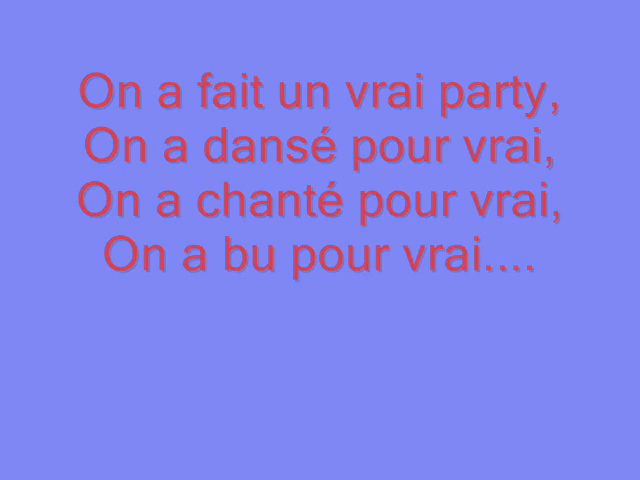 On a fait un vrai party,
On a dansé pour vrai,
On a chanté pour vrai,
On a bu pour vrai....